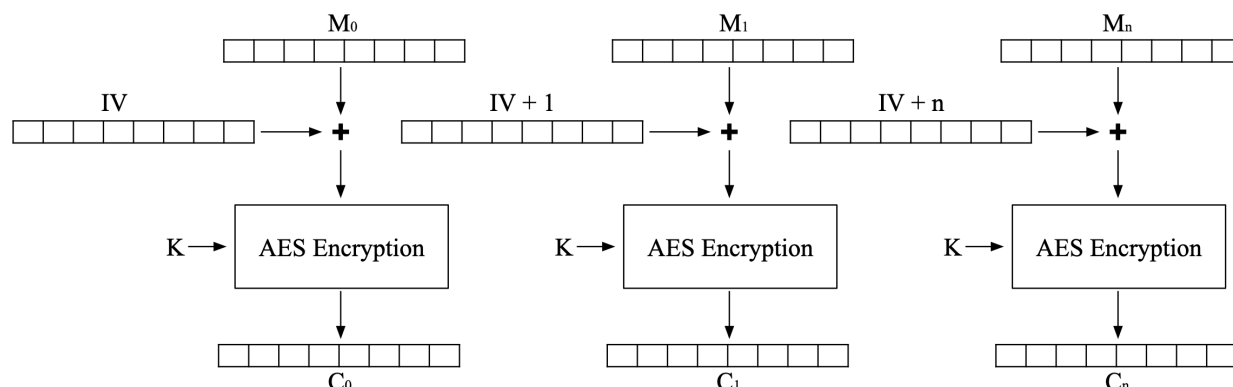 M₀ M₁ Mₙ
IV IV + 1 IV + n
K AES Encryption K AES Encryption K AES Encryption
C₀ C₁ Cₙ